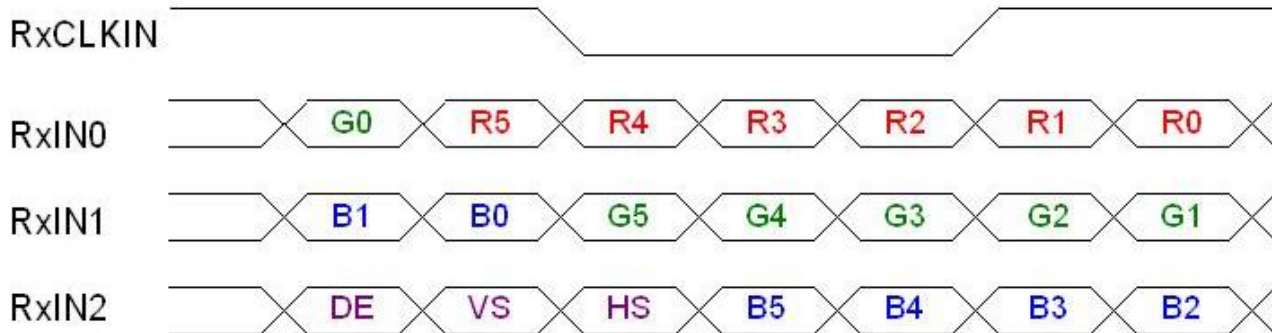 RxCLKIN
RxIN0 G0 R5 R4 R3 R2 R1 R0
RxIN1 B1 B0 G5 G4 G3 G2 G1
RxIN2 DE VS HS B5 B4 B3 B2